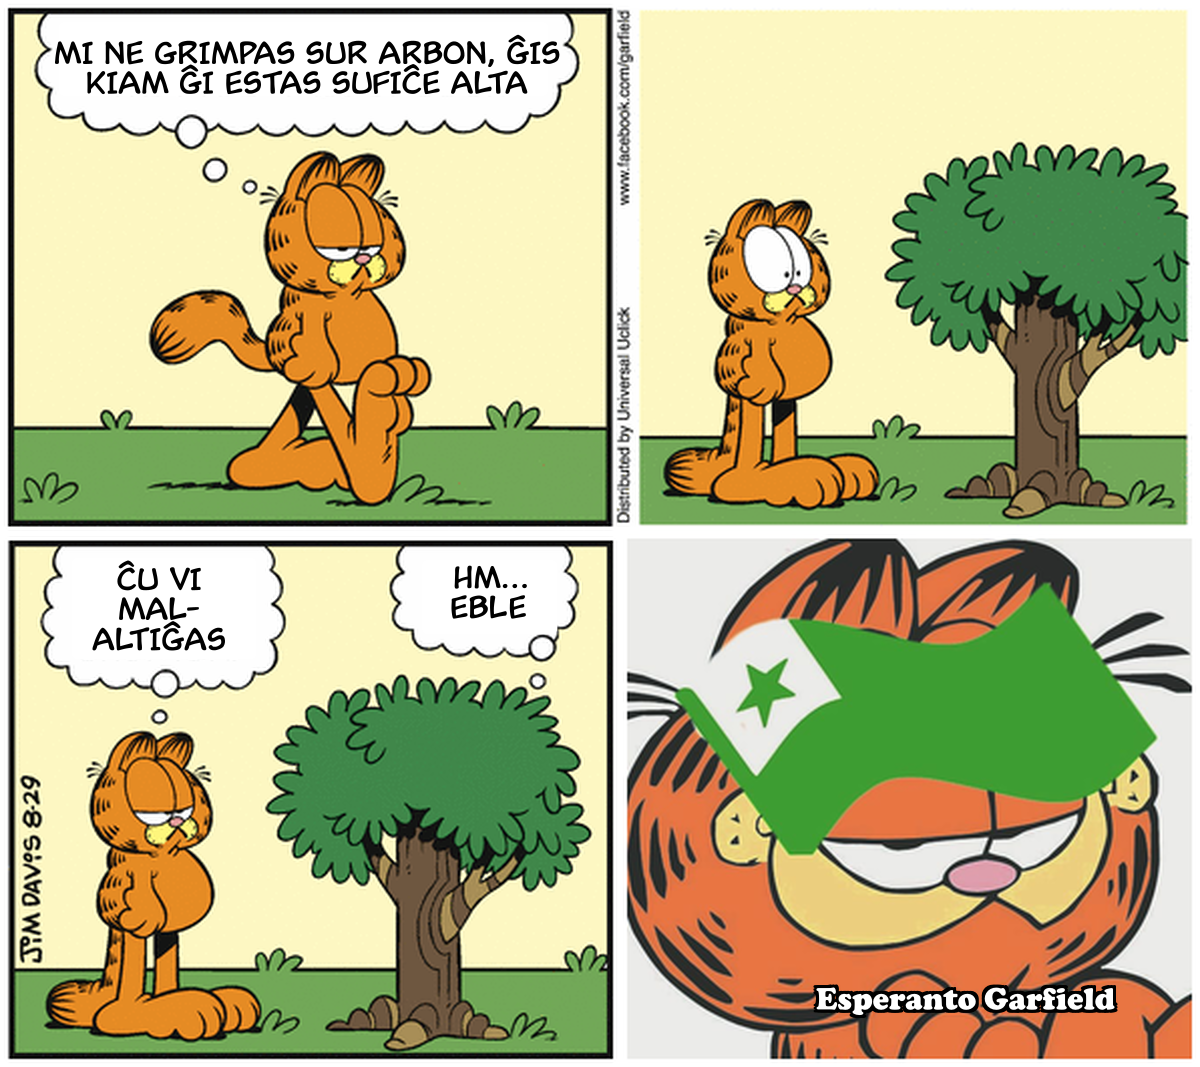 MI NE GRIMPAS SUR ARBON, ĜIS
KIAM ĜI ESTAS SUFIĈE ALTA
www.facebook.com/garfield
Distributed by Universal Uclick
ĈU VI
MAL-
ALTIĜAS
HM...
EBLE
JIM DAVIS 8-29
Esperanto Garfield